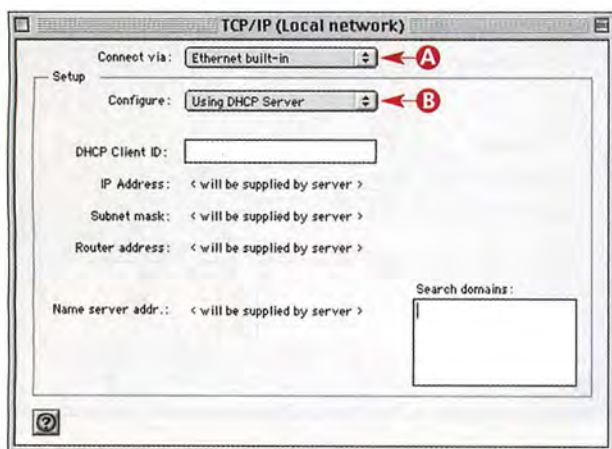 TCP/IP (Local network)
Connect via: Ethernet built-in A
Setup
Configure: Using DHCP Server B
DHCP Client ID:
IP Address: < will be supplied by server >
Subnet mask: < will be supplied by server >
Router address: < will be supplied by server >
Search domains:
Name server addr.: < will be supplied by server >
?